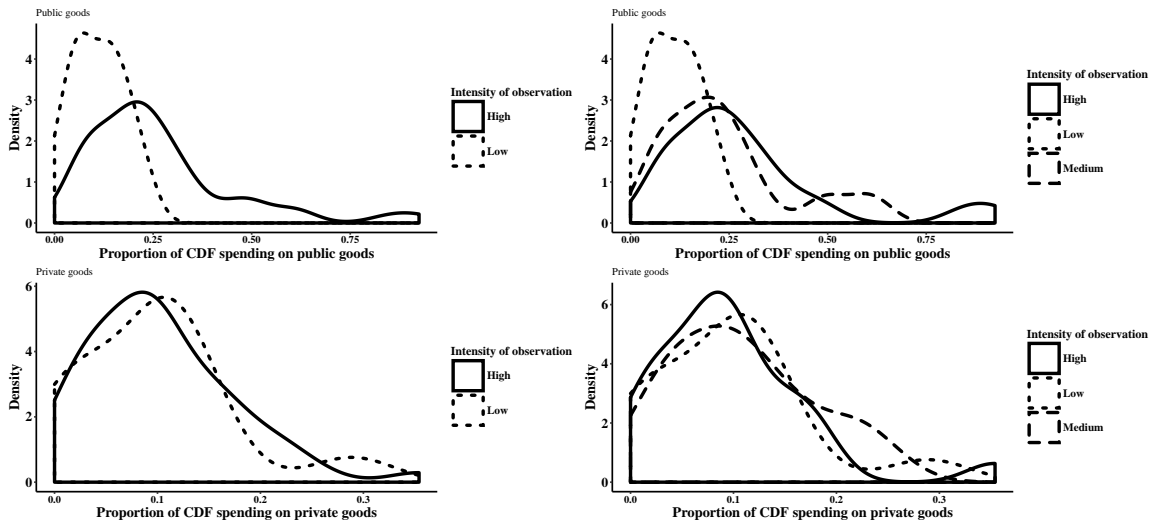 Public goods
Density
4
3
2
1
0
0.00 0.25 0.50 0.75
Proportion of CDF spending on public goods
Intensity of observation
High
Low
Public goods
Density
4
3
2
1
0
0.00 0.25 0.50 0.75
Proportion of CDF spending on public goods
Intensity of observation
High
Low
Medium
Private goods
Density
6
4
2
0
0.0 0.1 0.2 0.3
Proportion of CDF spending on private goods
Intensity of observation
High
Low
Private goods
Density
6
4
2
0
0.0 0.1 0.2 0.3
Proportion of CDF spending on private goods
Intensity of observation
High
Low
Medium